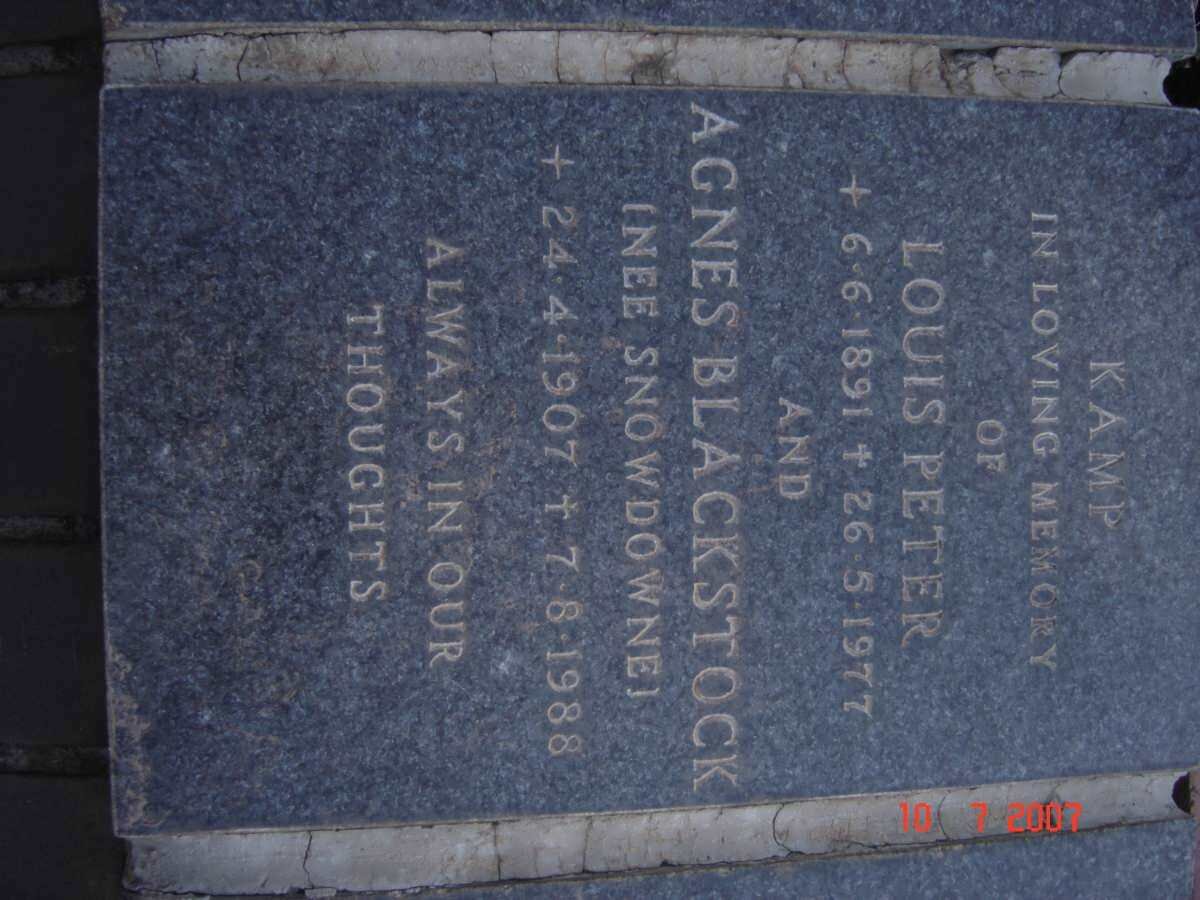 KAMP
IN LOVING MEMORY
OF
LOUIS PETER
+ 6·6·1891 ✝ 26·5·1977
AND
AGNES BLACKSTOCK
(NEE SNOWDOWNE)
+ 24·4·1907 ✝ 7·8·1988
ALWAYS IN OUR
THOUGHTS
10 7 2007